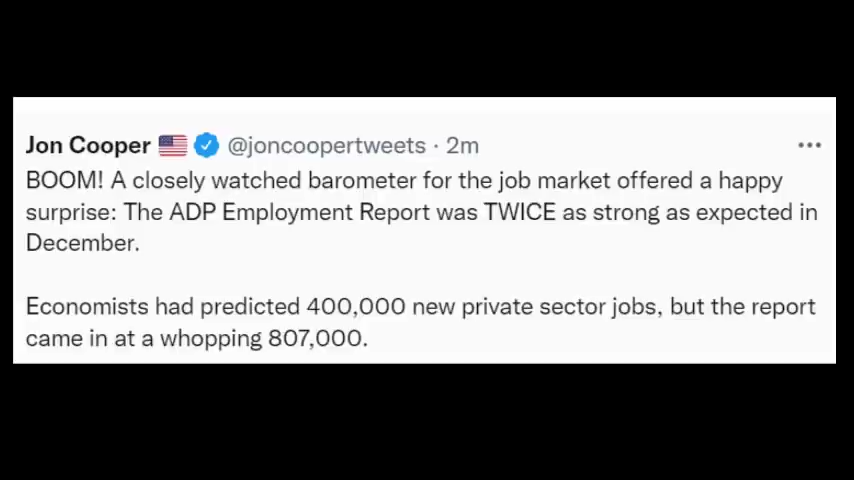 Jon Cooper 🇺🇸 @joncoopertweets · 2m
BOOM! A closely watched barometer for the job market offered a happy
surprise: The ADP Employment Report was TWICE as strong as expected in
December.
Economists had predicted 400,000 new private sector jobs, but the report
came in at a whopping 807,000.